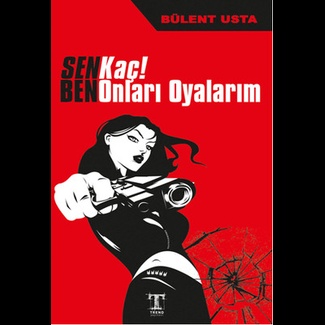 BÜLENT USTA
SEN Kaç!
BEN Onları Oyalarım
T
TREND